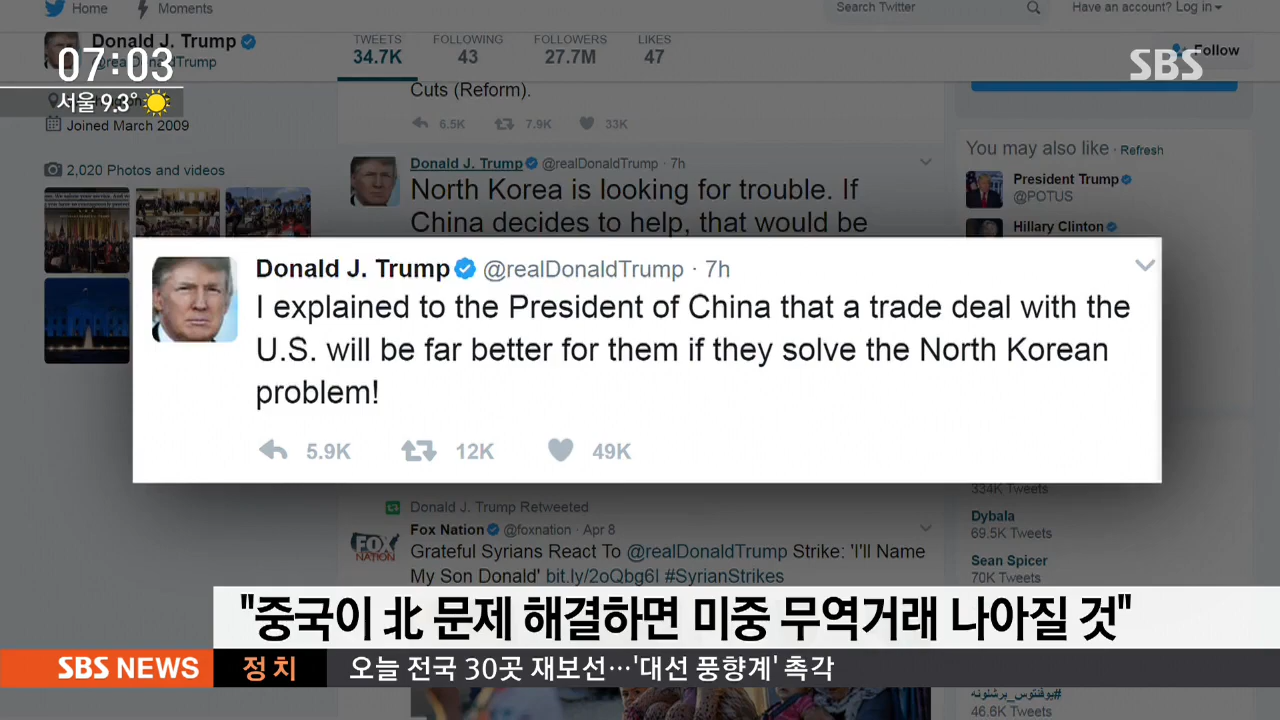 Home Moments
Search Twitter
Have an account? Log in
Donald J. Trump
@realDonaldTrump
07:03
서울 9.3°
TWEETS FOLLOWING FOLLOWERS LIKES
34.7K 43 27.7M 47
Follow
SBS
Joined March 2009
2,020 Photos and videos
Cuts (Reform).
6.5K 7.9K 33K
Donald J. Trump @realDonaldTrump · 7h
North Korea is looking for trouble. If
China decides to help, that would be
You may also like · Refresh
President Trump
@POTUS
Hillary Clinton
Donald J. Trump @realDonaldTrump · 7h
I explained to the President of China that a trade deal with the
U.S. will be far better for them if they solve the North Korean
problem!
5.9K 12K 49K
Donald J. Trump Retweeted
Fox Nation @foxnation · Apr 8
FOX NATION
Grateful Syrians React To @realDonaldTrump Strike: 'I'll Name
My Son Donald' bit.ly/2oQbg6I #SyrianStrikes
334K Tweets
Dybala
69.5K Tweets
Sean Spicer
70K Tweets
"중국이 北 문제 해결하면 미중 무역거래 나아질 것"
SBS NEWS
정치
오늘 전국 30곳 재보선…'대선 풍향계' 촉각
#يوفنتوس_برشلونه
46.6K Tweets